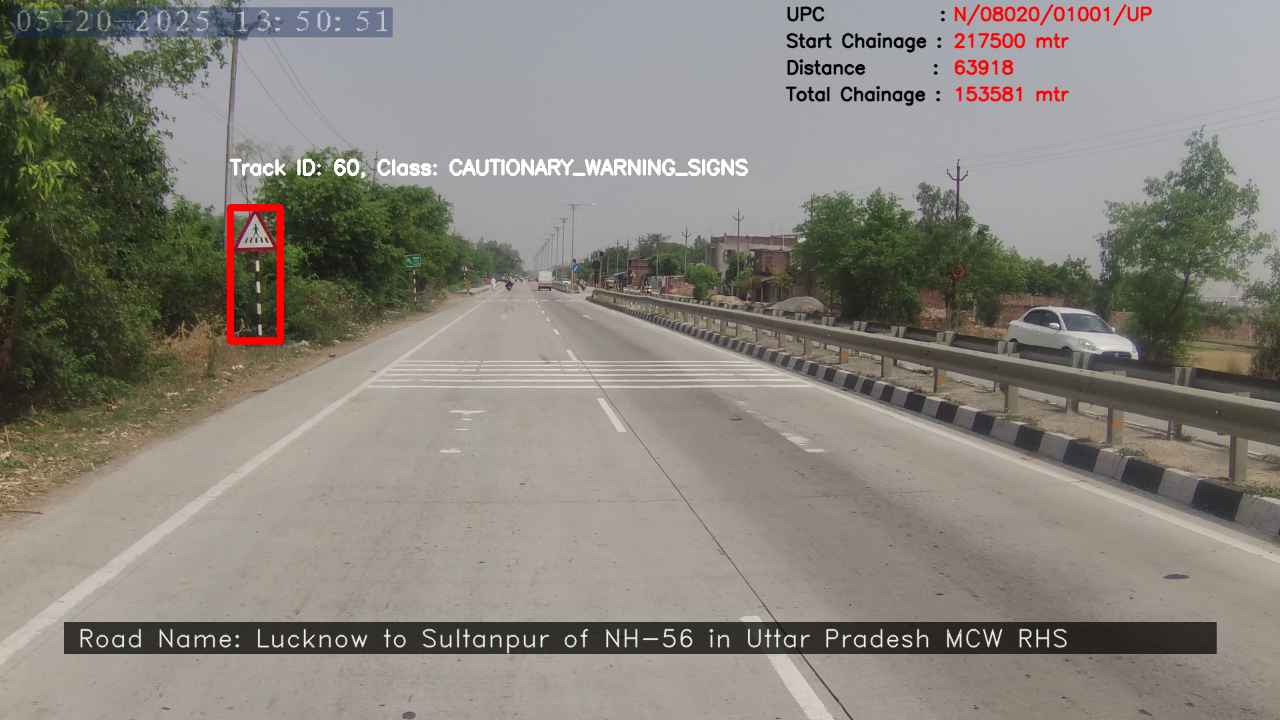 05-20-2025 13:50:51
UPC : N/08020/01001/UP
Start Chainage : 217500 mtr
Distance : 63918
Total Chainage : 153581 mtr
Track ID: 60, Class: CAUTIONARY_WARNING_SIGNS
Road Name: Lucknow to Sultanpur of NH-56 in Uttar Pradesh MCW RHS